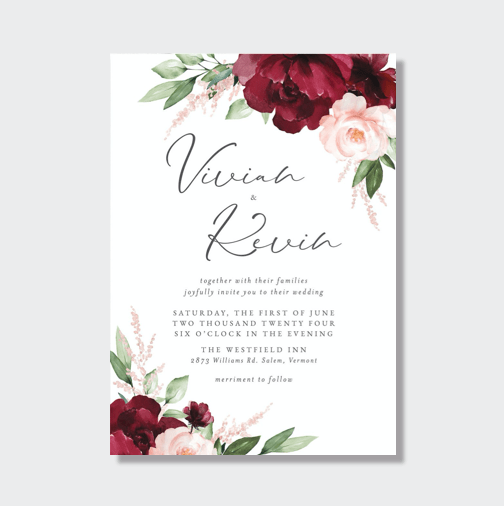 Vivian
&
Kevin
together with their families
joyfully invite you to their wedding
SATURDAY, THE FIRST OF JUNE
TWO THOUSAND TWENTY FOUR
SIX O'CLOCK IN THE EVENING
THE WESTFIELD INN
2873 Williams Rd. Salem, Vermont
merriment to follow